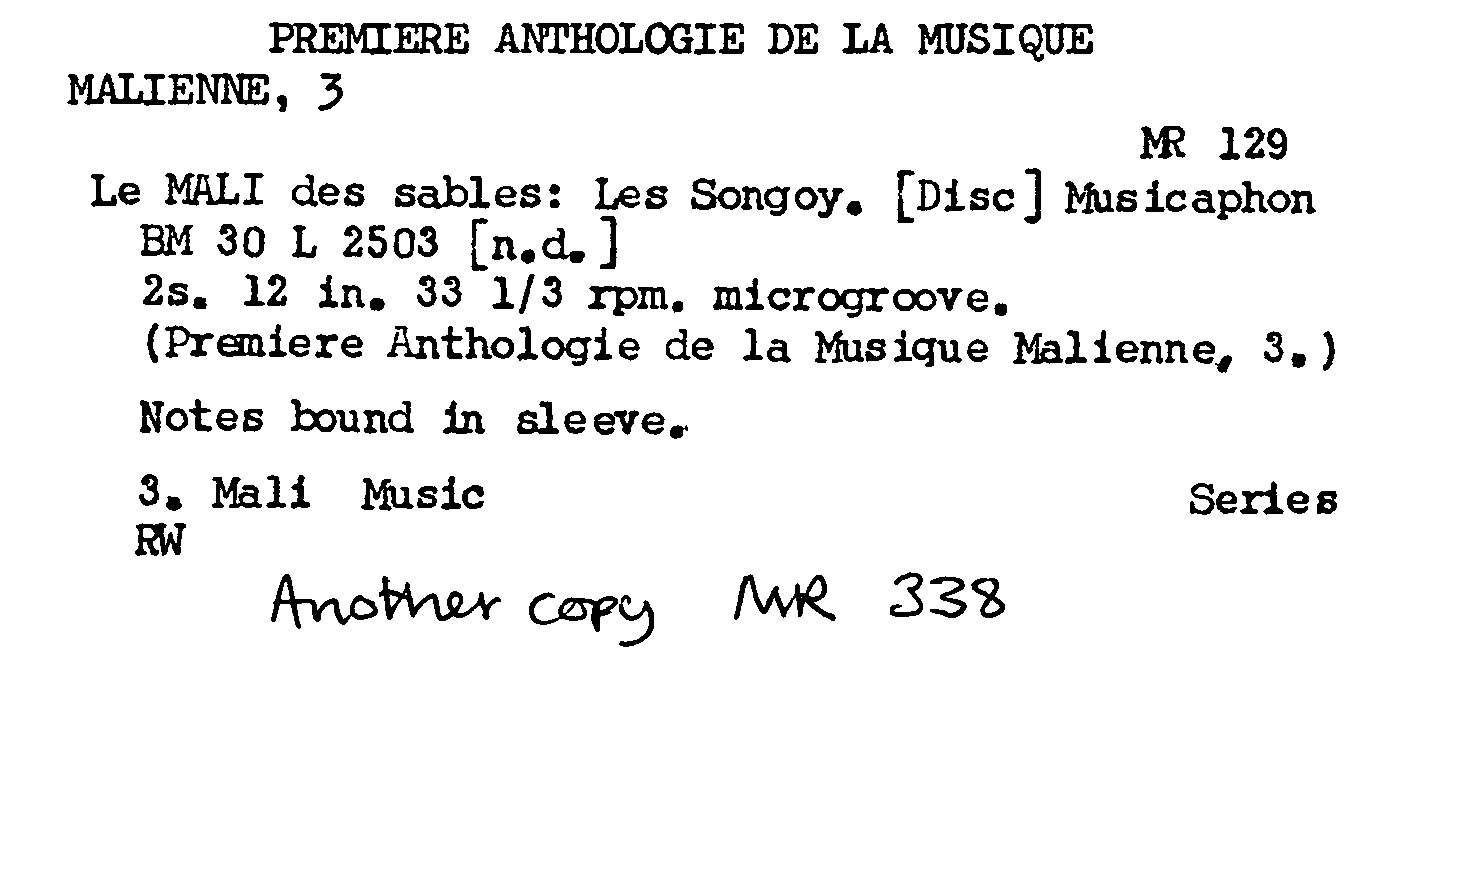 PREMIERE ANTHOLOGIE DE LA MUSIQUE
MALIENNE, 3
MR 129
Le MALI des sables: Les Songoy. [Disc] Musicaphon
BM 30 L 2503 [n.d.]
2s. 12 in. 33 1/3 rpm. microgroove.
(Premiere Anthologie de la Musique Malienne, 3.)
Notes bound in sleeve.
3. Mali Music Series
RW
Another copy MR 338